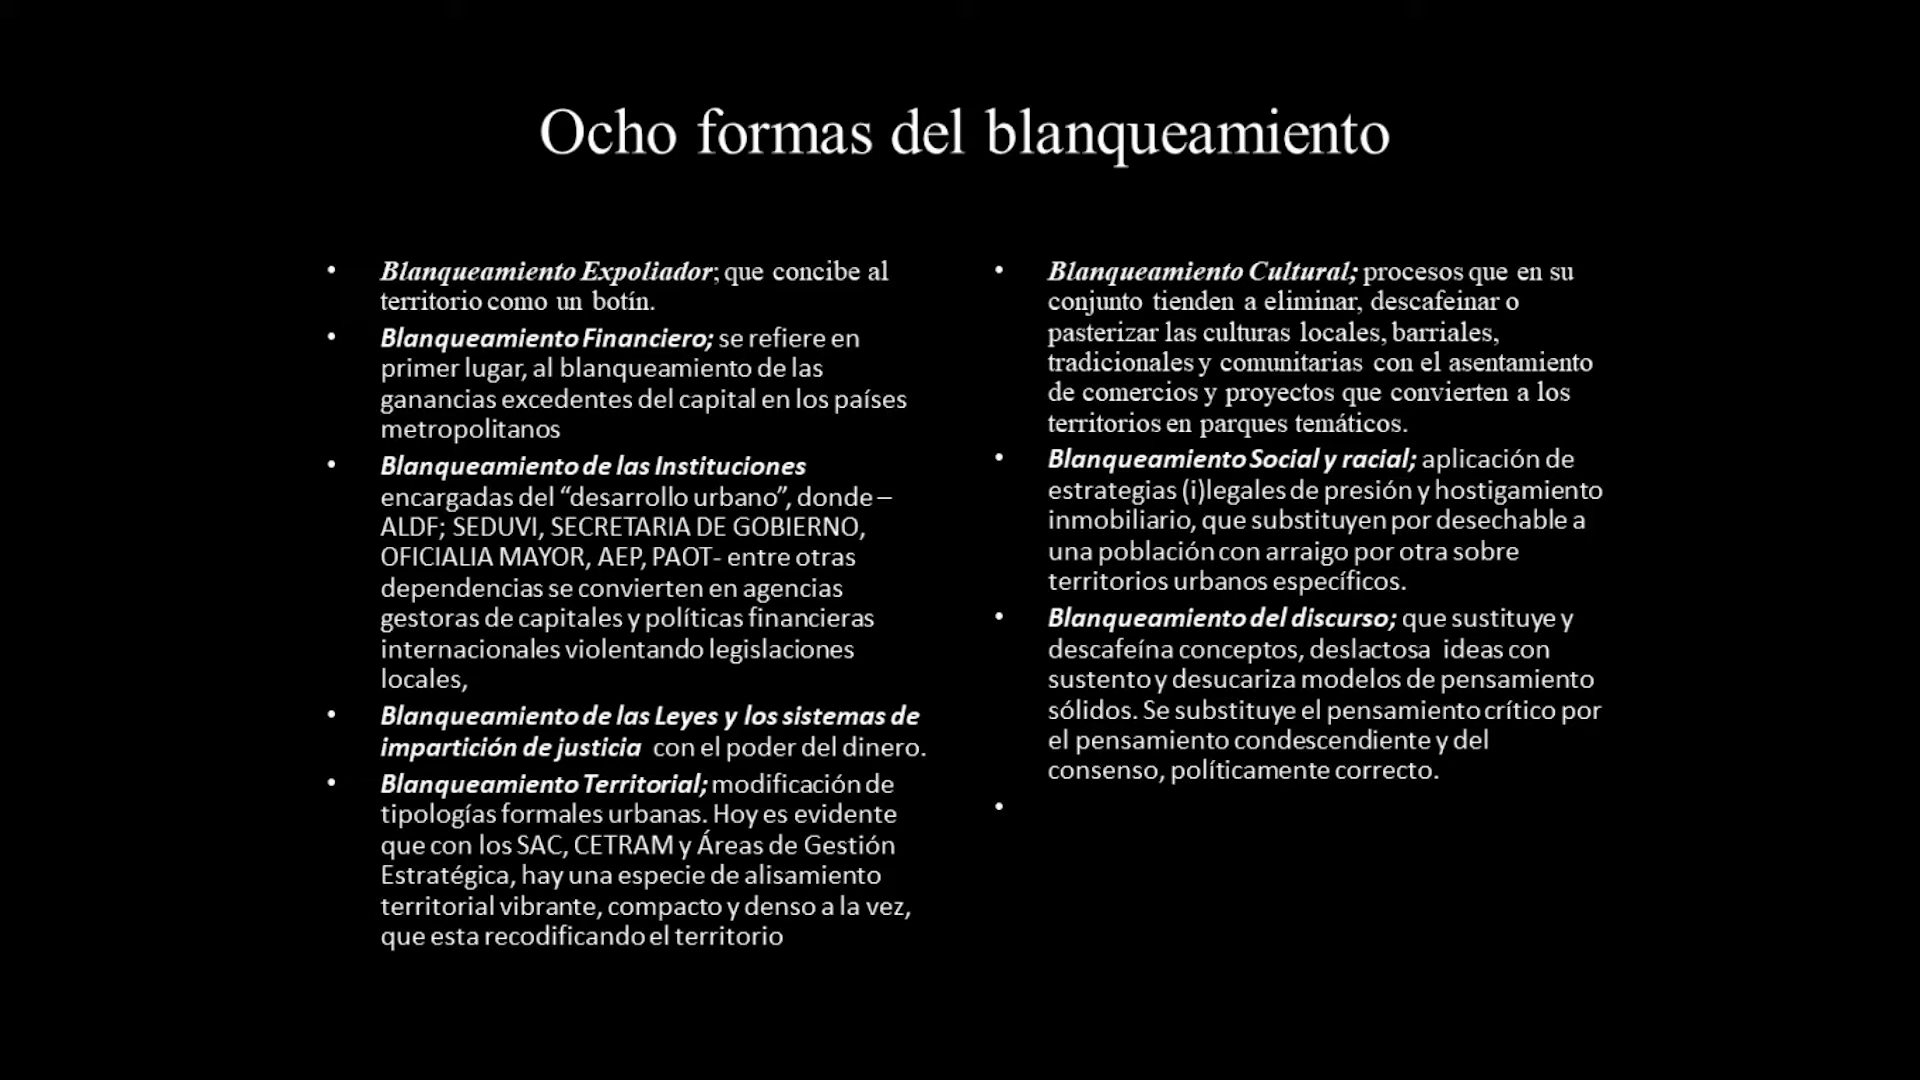 Ocho formas del blanqueamiento
• Blanqueamiento Expoliador; que concibe al
territorio como un botín.
• Blanqueamiento Financiero; se refiere en
primer lugar, al blanqueamiento de las
ganancias excedentes del capital en los países
metropolitanos
• Blanqueamiento de las Instituciones
encargadas del “desarrollo urbano”, donde –
ALDF; SEDUVI, SECRETARIA DE GOBIERNO,
OFICIALIA MAYOR, AEP, PAOT- entre otras
dependencias se convierten en agencias
gestoras de capitales y políticas financieras
internacionales violentando legislaciones
locales,
• Blanqueamiento de las Leyes y los sistemas de
impartición de justicia con el poder del dinero.
• Blanqueamiento Territorial; modificación de
tipologías formales urbanas. Hoy es evidente
que con los SAC, CETRAM y Áreas de Gestión
Estratégica, hay una especie de alisamiento
territorial vibrante, compacto y denso a la vez,
que esta recodificando el territorio
• Blanqueamiento Cultural; procesos que en su
conjunto tienden a eliminar, descafeinar o
pasterizar las culturas locales, barriales,
tradicionales y comunitarias con el asentamiento
de comercios y proyectos que convierten a los
territorios en parques temáticos.
• Blanqueamiento Social y racial; aplicación de
estrategias (i)legales de presión y hostigamiento
inmobiliario, que substituyen por desechable a
una población con arraigo por otra sobre
territorios urbanos específicos.
• Blanqueamiento del discurso; que sustituye y
descafeína conceptos, deslactosa ideas con
sustento y desucariza modelos de pensamiento
sólidos. Se substituye el pensamiento crítico por
el pensamiento condescendiente y del
consenso, políticamente correcto.
•